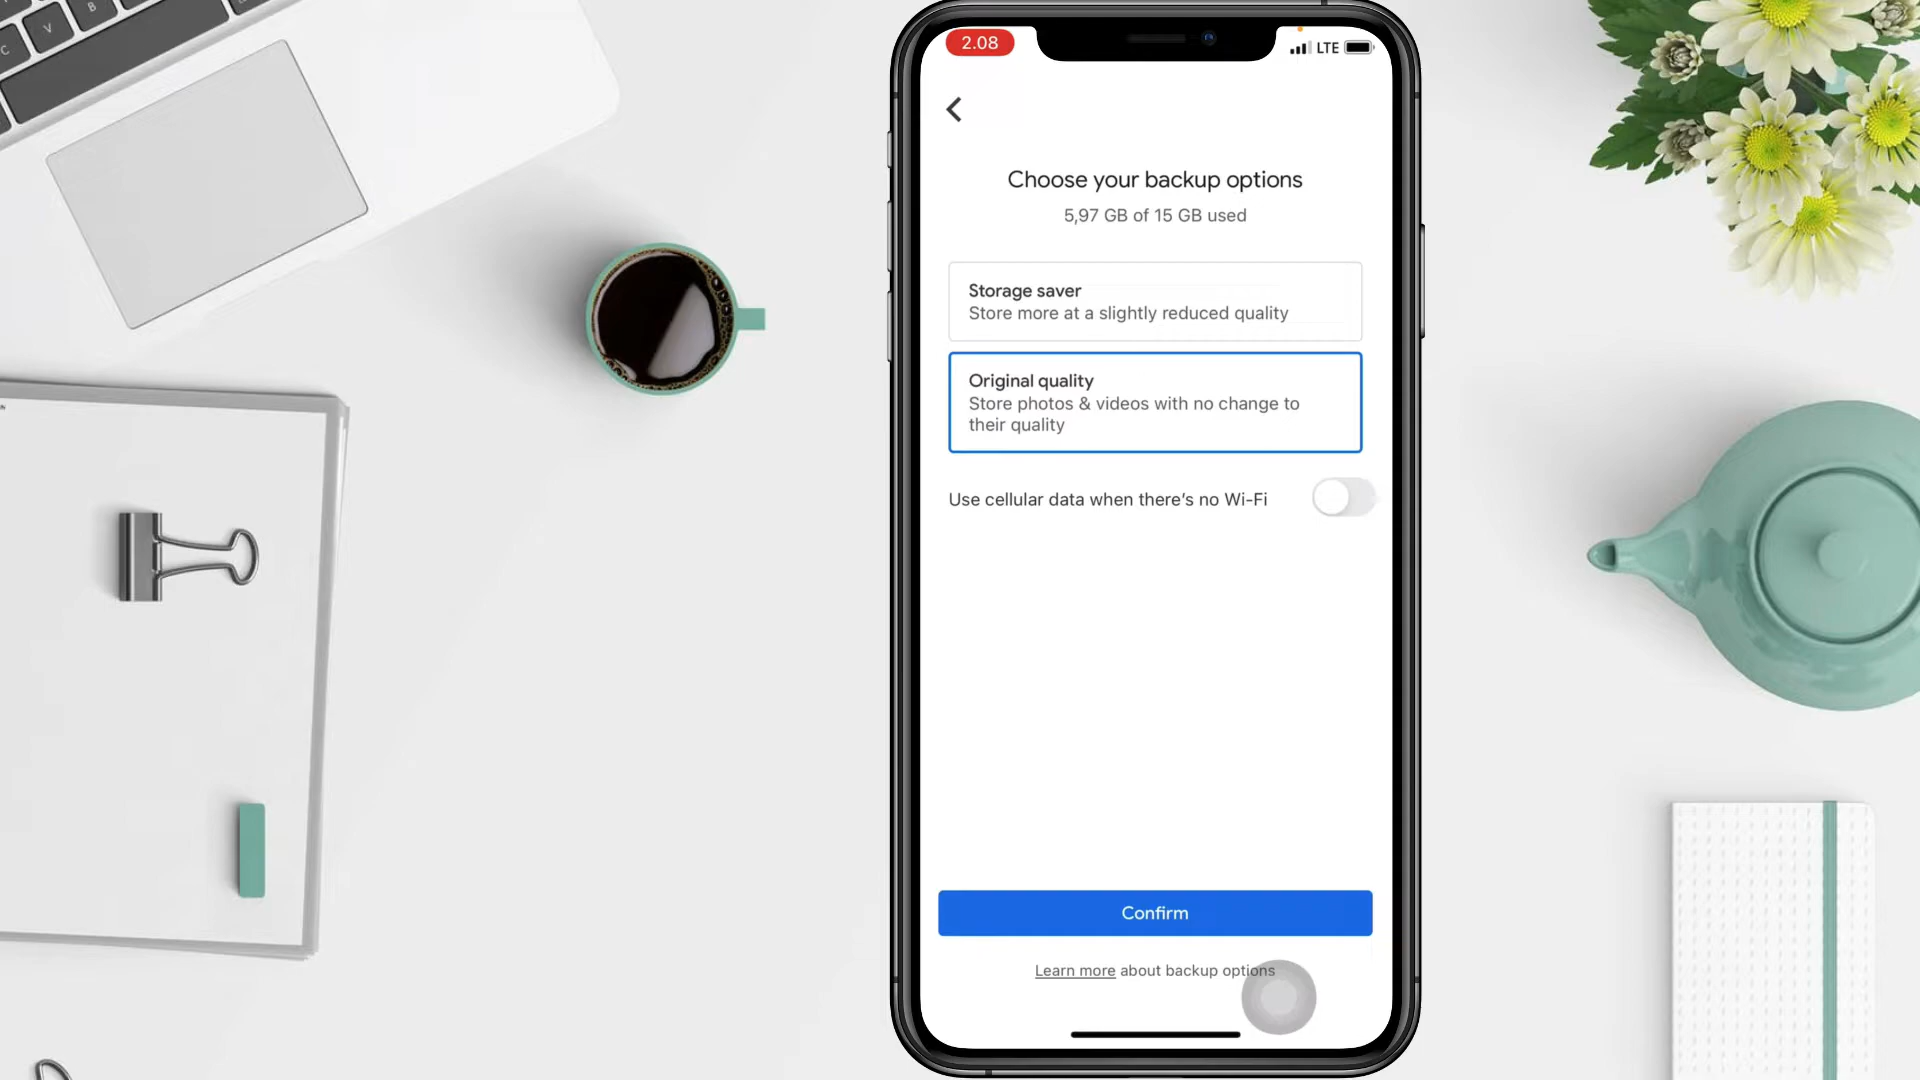 C
V
B
2.08
LTE
Choose your backup options
5,97 GB of 15 GB used
Storage saver
Store more at a slightly reduced quality
Original quality
Store photos & videos with no change to
their quality
Use cellular data when there's no Wi-Fi
Confirm
Learn more about backup options